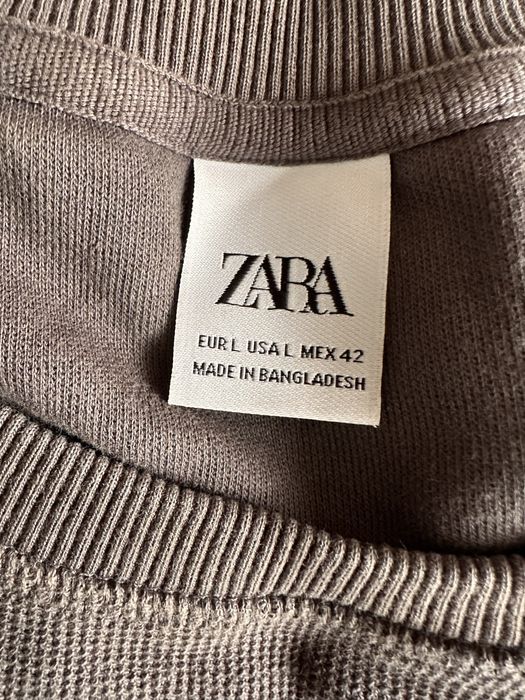 ZARA
EUR L USA L MEX 42
MADE IN BANGLADESH